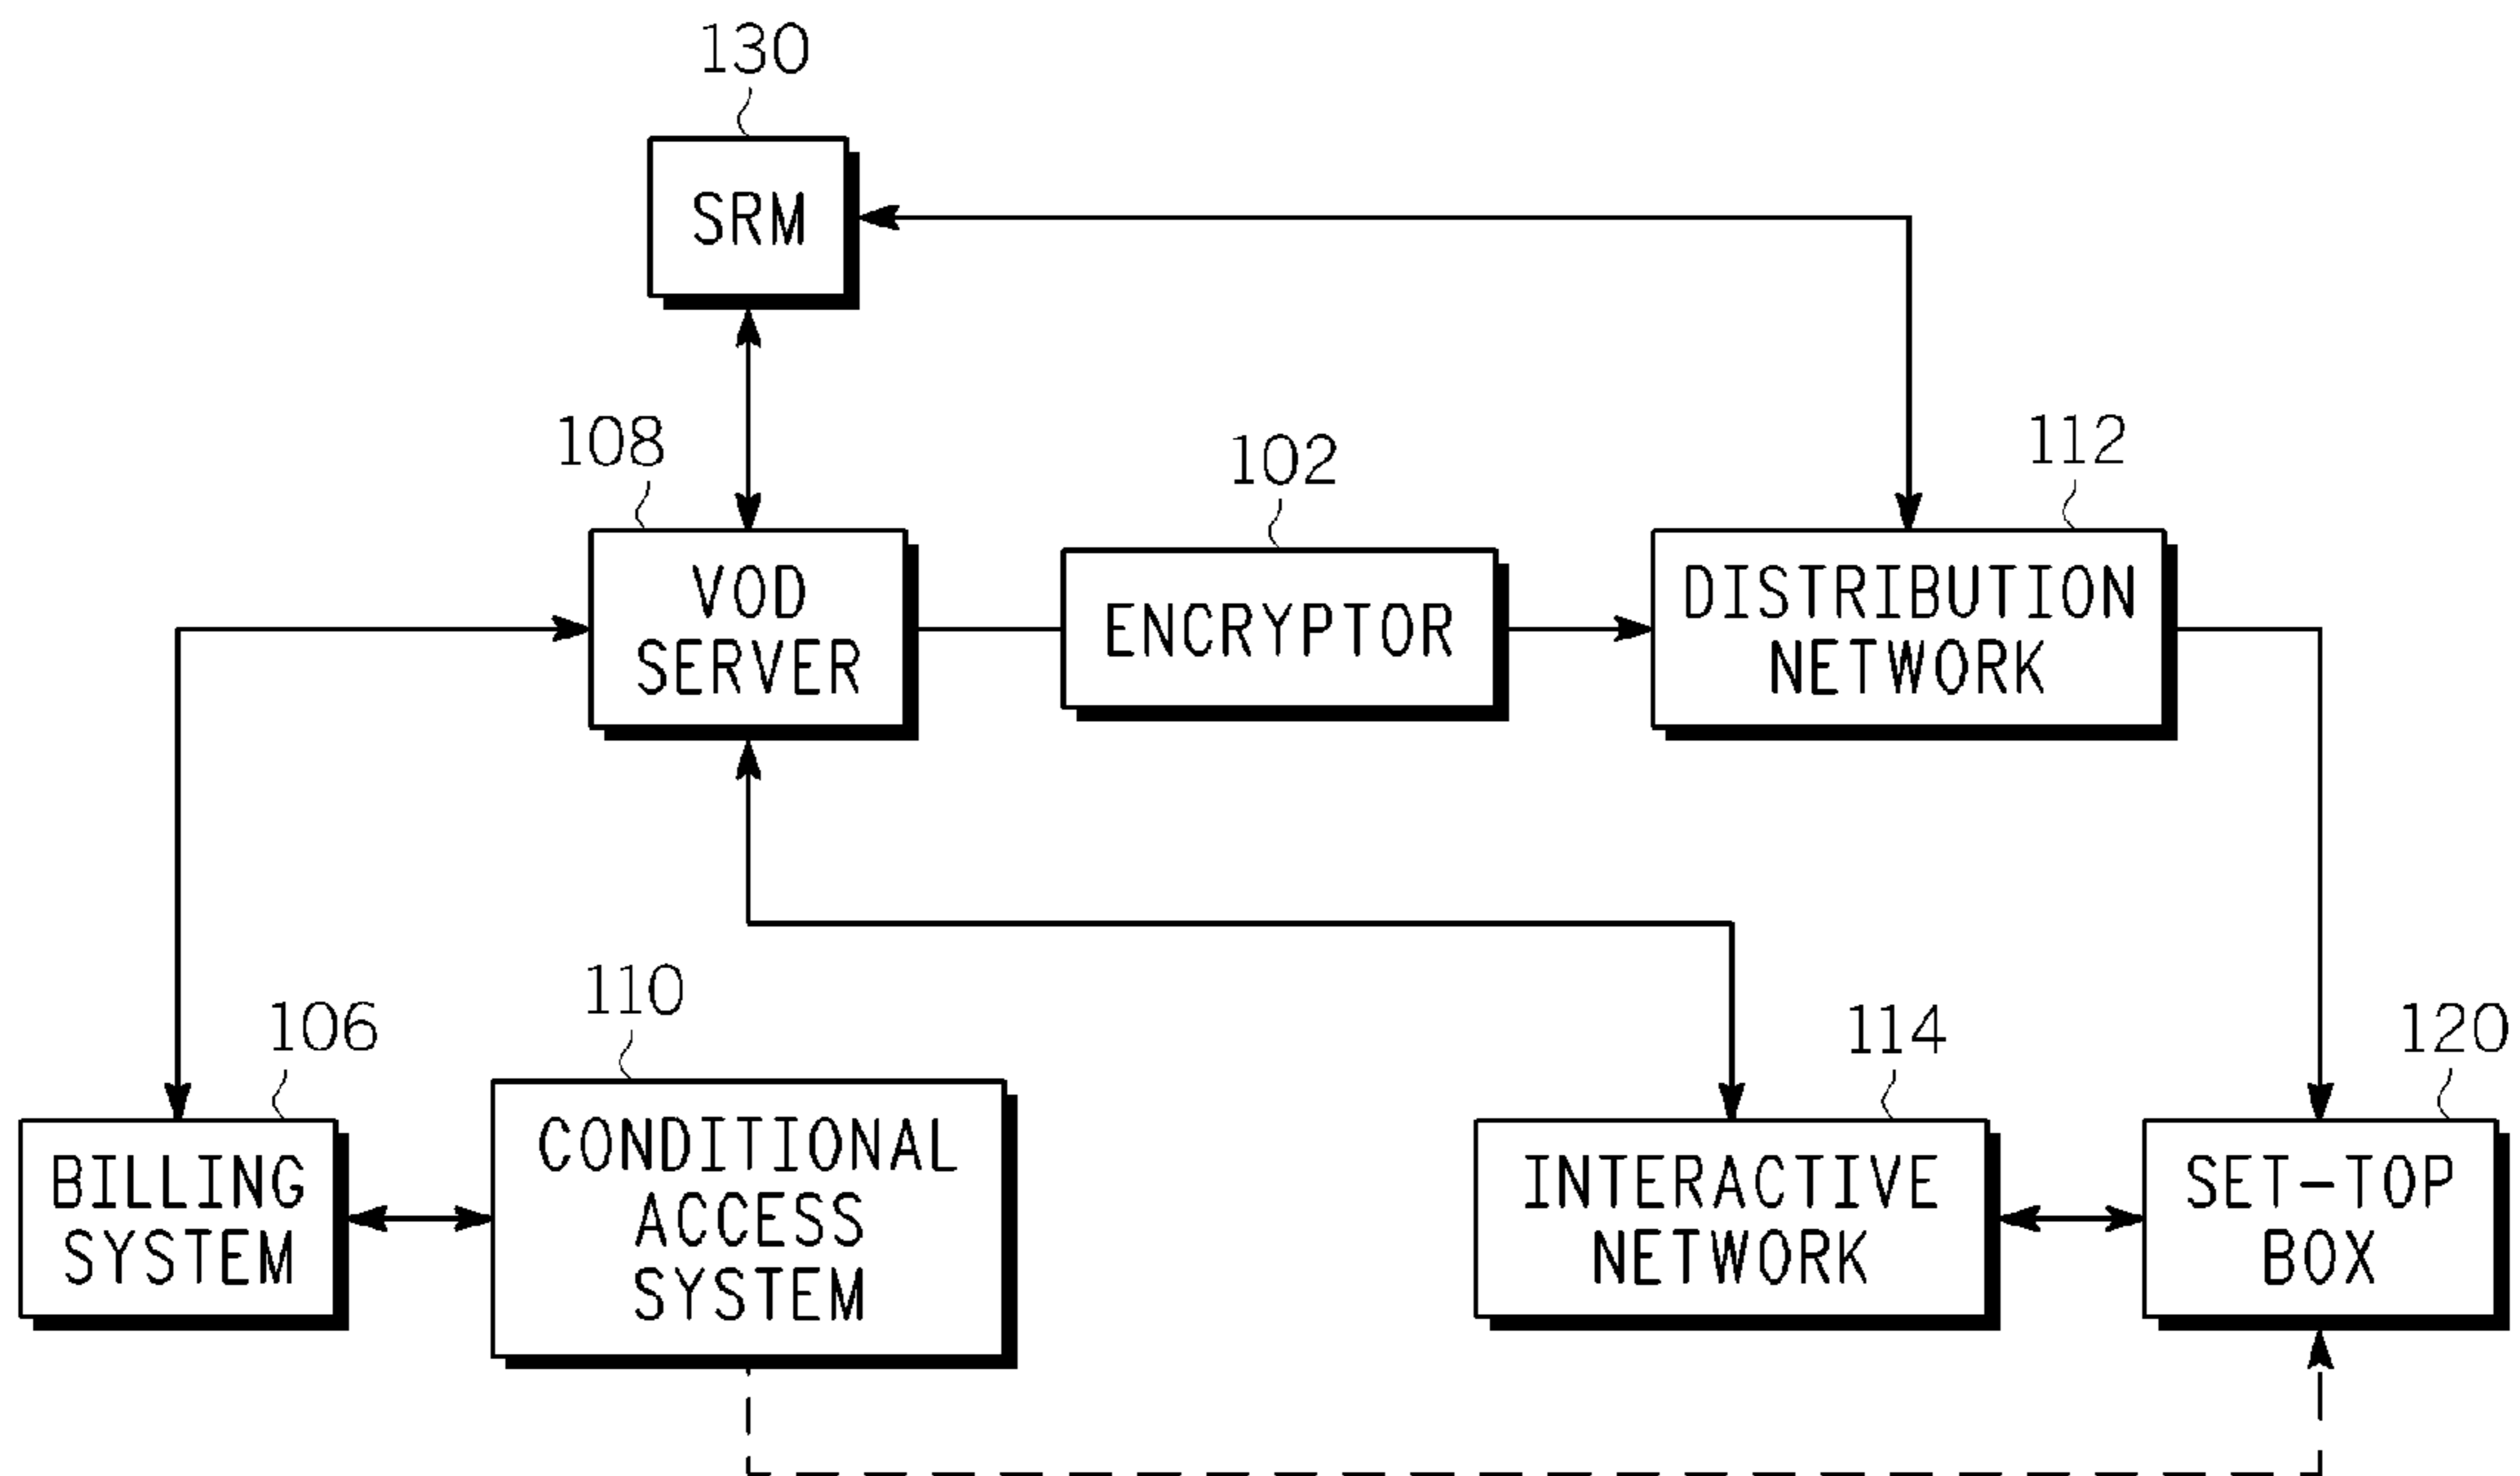 130
SRM
108
VOD
SERVER
102
ENCRYPTOR
112
DISTRIBUTION
NETWORK
106
BILLING
SYSTEM
110
CONDITIONAL
ACCESS
SYSTEM
114
INTERACTIVE
NETWORK
120
SET-TOP
BOX